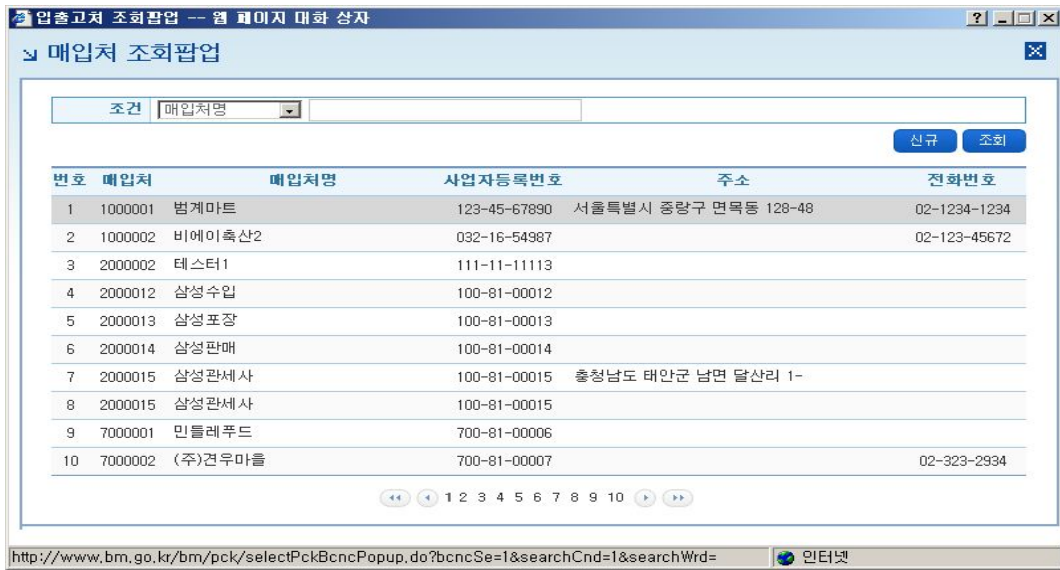 입출고처 조회팝업 -- 웹 페이지 대화 상자
매입처 조회팝업
조건 매입처명
신규 조회
번호 매입처 매입처명 사업자등록번호 주소 전화번호
1 1000001 범계마트 123-45-67890 서울특별시 중랑구 면목동 128-48 02-1234-1234
2 1000002 비에이축산2 032-16-54987 02-123-45672
3 2000002 테스터1 111-11-11113
4 2000012 삼성수입 100-81-00012
5 2000013 삼성포장 100-81-00013
6 2000014 삼성판매 100-81-00014
7 2000015 삼성관세사 100-81-00015 충청남도 태안군 남면 달산리 1-
8 2000015 삼성관세사 100-81-00015
9 7000001 민들레푸드 700-81-00006
10 7000002 (주)견우마을 700-81-00007 02-323-2934
1 2 3 4 5 6 7 8 9 10
http://www.bm.go.kr/bm/pck/selectPckBcncPopup.do?bcncSe=1&searchCnd=1&searchWrd= 인터넷